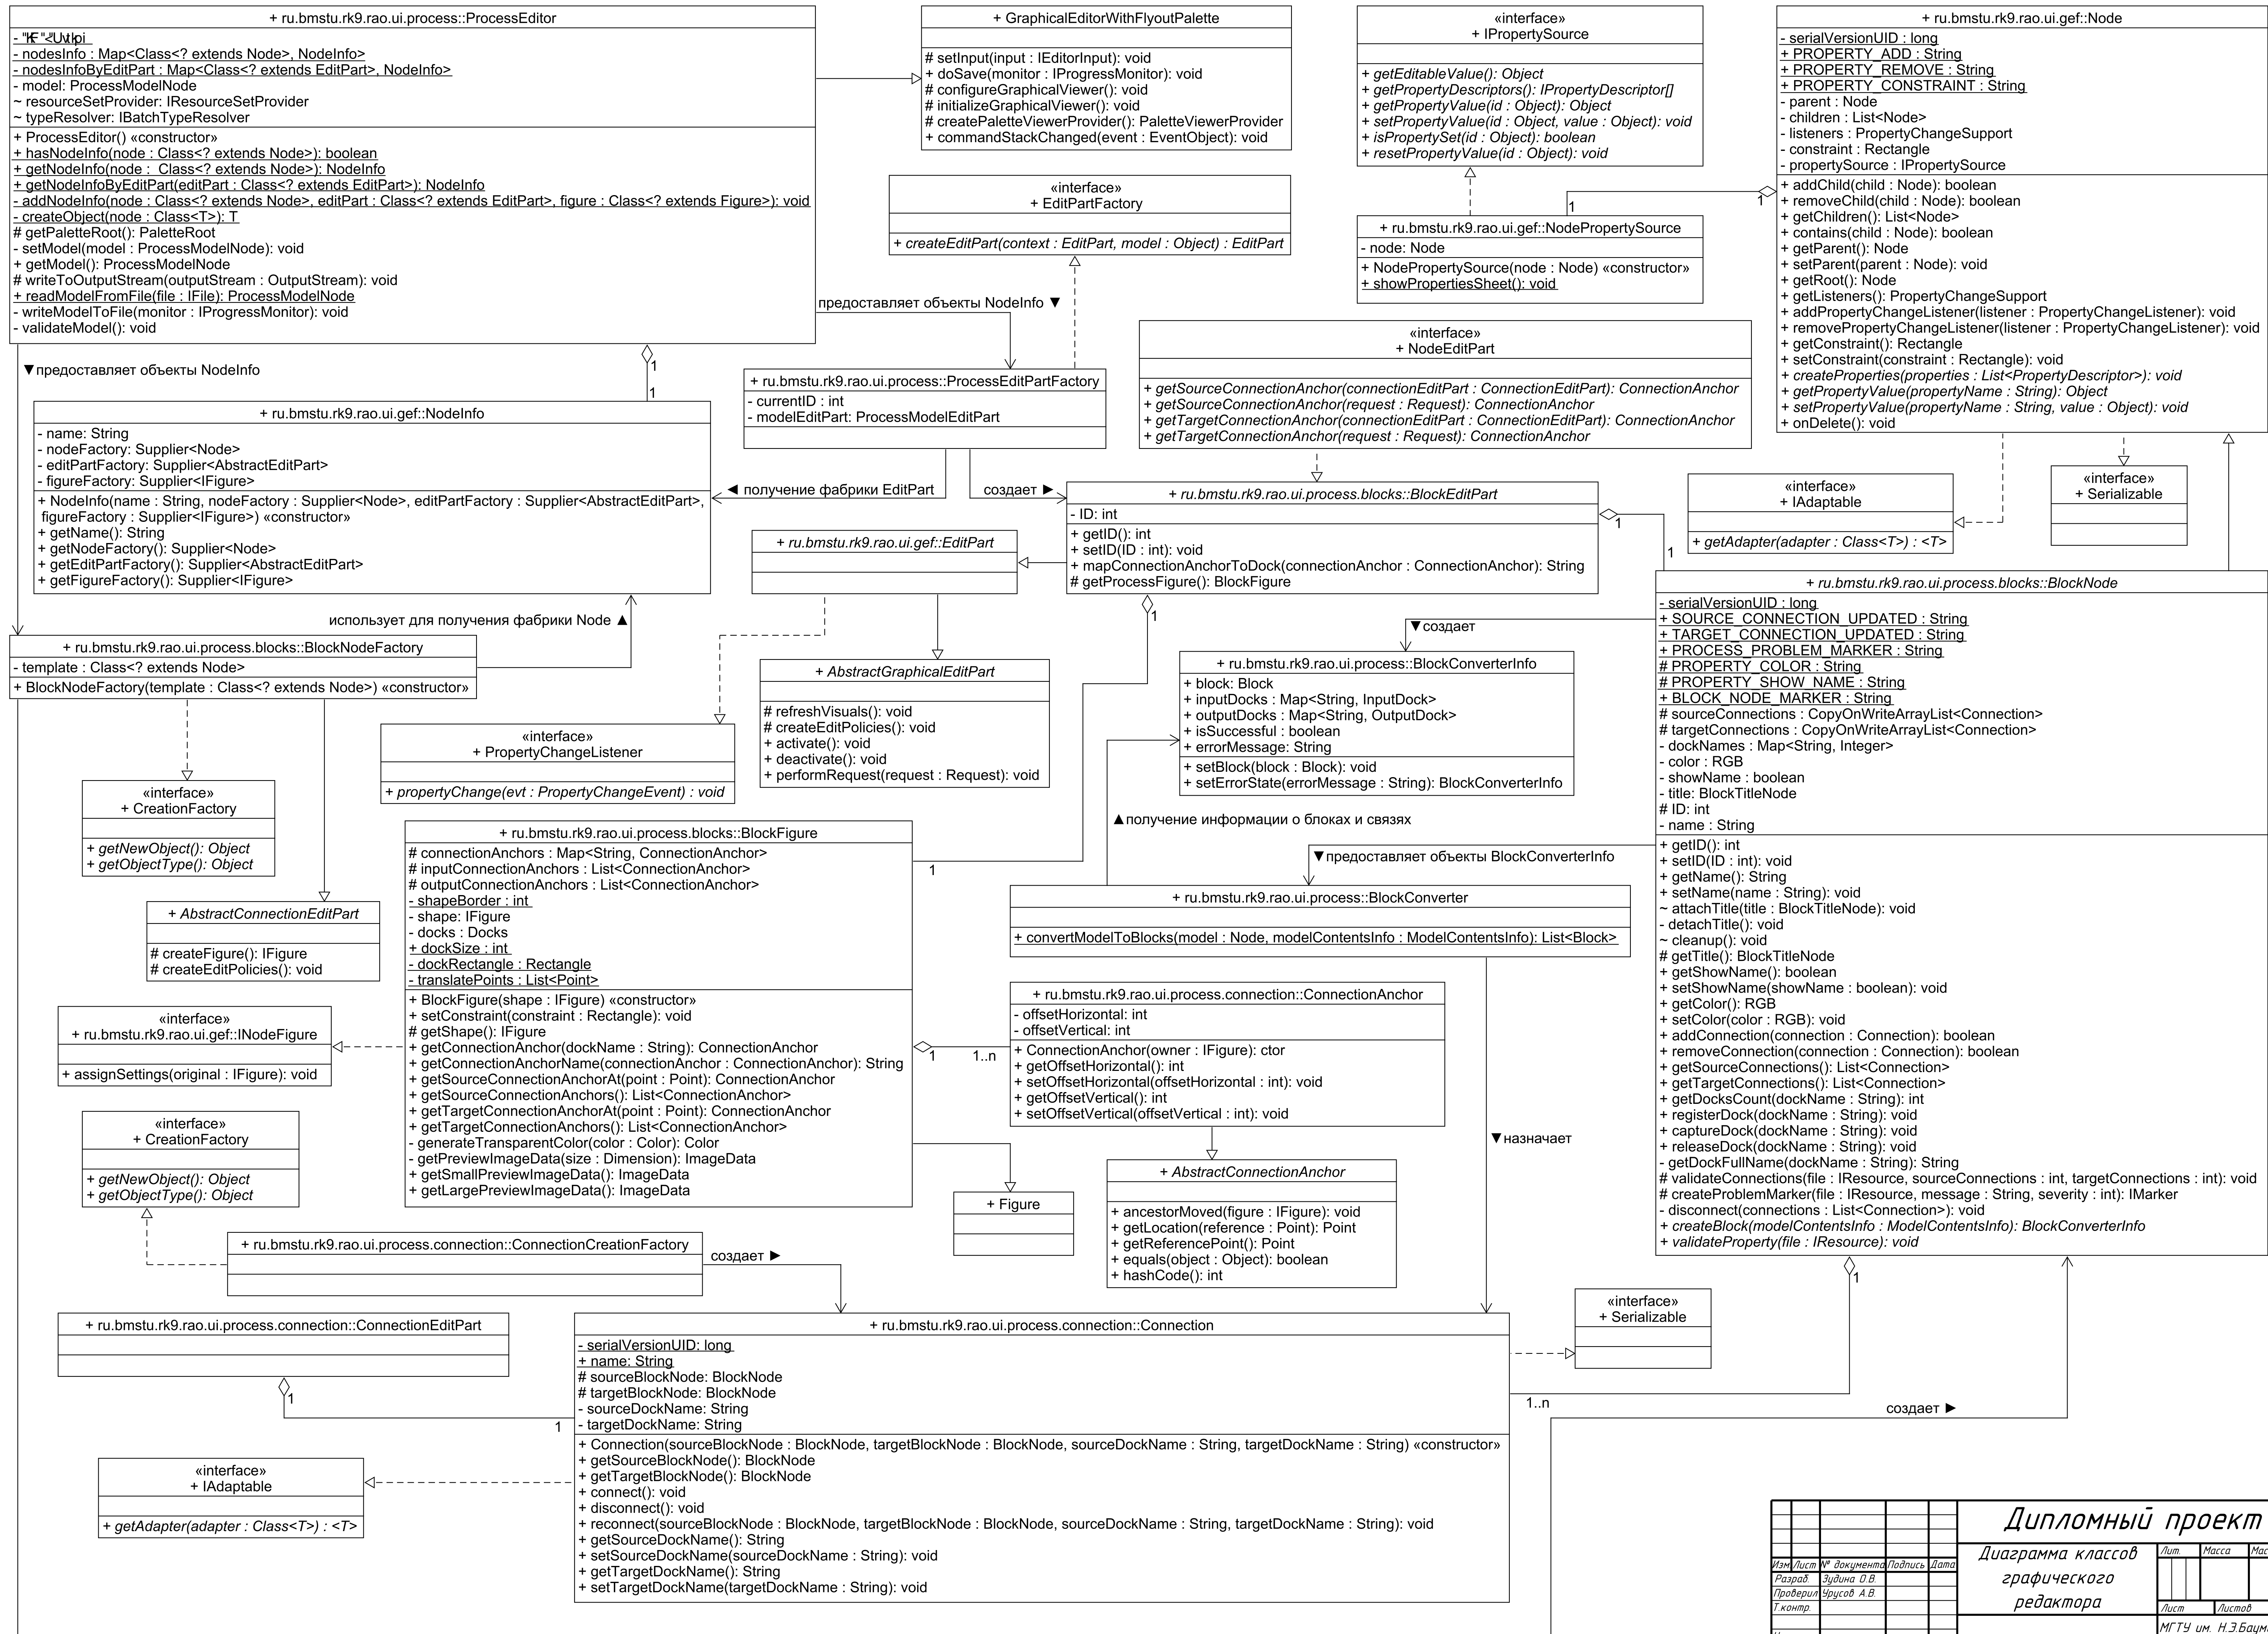 + ru.bmstu.rk9.rao.ui.process::ProcessEditor
- nodesInfo : Map<Class<? extends Node>, NodeInfo>
- nodesInfoByEditPart : Map<Class<? extends EditPart>, NodeInfo>
- model: ProcessModelNode
~ resourceSetProvider: IResourceSetProvider
~ typeResolver: IBatchTypeResolver
+ ProcessEditor() «constructor»
+ hasNodeInfo(node : Class<? extends Node>): boolean
+ getNodeInfo(node :  Class<? extends Node>): NodeInfo
+ getNodeInfoByEditPart(editPart : Class<? extends EditPart>): NodeInfo
- addNodeInfo(node : Class<? extends Node>, editPart : Class<? extends EditPart>, figure : Class<? extends Figure>): void
- createObject(node : Class<T>): T
# getPaletteRoot(): PaletteRoot
- setModel(model : ProcessModelNode): void
+ getModel(): ProcessModelNode
# writeToOutputStream(outputStream : OutputStream): void
+ readModelFromFile(file : IFile): ProcessModelNode
- writeModelToFile(monitor : IProgressMonitor): void
- validateModel(): void
+ GraphicalEditorWithFlyoutPalette
# setInput(input : IEditorInput): void
+ doSave(monitor : IProgressMonitor): void
# configureGraphicalViewer(): void
# initializeGraphicalViewer(): void
# createPaletteViewerProvider(): PaletteViewerProvider
+ commandStackChanged(event : EventObject): void
«interface»
+ IPropertySource
+ getEditableValue(): Object
+ getPropertyDescriptors(): IPropertyDescriptor[]
+ getPropertyValue(id : Object): Object
+ setPropertyValue(id : Object, value : Object): void
+ isPropertySet(id : Object): boolean
+ resetPropertyValue(id : Object): void
+ ru.bmstu.rk9.rao.ui.gef::Node
- serialVersionUID : long
+ PROPERTY_ADD : String
+ PROPERTY_REMOVE : String
+ PROPERTY_CONSTRAINT : String
- parent : Node
- children : List<Node>
- listeners : PropertyChangeSupport
- constraint : Rectangle
- propertySource : IPropertySource
+ addChild(child : Node): boolean
+ removeChild(child : Node): boolean
+ getChildren(): List<Node>
+ contains(child : Node): boolean
+ getParent(): Node
+ setParent(parent : Node): void
+ getRoot(): Node
+ getListeners(): PropertyChangeSupport
+ addPropertyChangeListener(listener : PropertyChangeListener): void
+ removePropertyChangeListener(listener : PropertyChangeListener): void
+ getConstraint(): Rectangle
+ setConstraint(constraint : Rectangle): void
+ createProperties(properties : List<PropertyDescriptor>): void
+ getPropertyValue(propertyName : String): Object
+ setPropertyValue(propertyName : String, value : Object): void
+ onDelete(): void
«interface»
+ EditPartFactory
+ createEditPart(context : EditPart, model : Object) : EditPart
1
1
+ ru.bmstu.rk9.rao.ui.gef::NodePropertySource
- node: Node
+ NodePropertySource(node : Node) «constructor»
+ showPropertiesSheet(): void
предоставляет объекты NodeInfo ▼
▼предоставляет объекты NodeInfo
1
1
+ ru.bmstu.rk9.rao.ui.process::ProcessEditPartFactory
- currentID : int
- modelEditPart: ProcessModelEditPart
«interface»
+ NodeEditPart
+ getSourceConnectionAnchor(connectionEditPart : ConnectionEditPart): ConnectionAnchor
+ getSourceConnectionAnchor(request : Request): ConnectionAnchor
+ getTargetConnectionAnchor(connectionEditPart : ConnectionEditPart): ConnectionAnchor
+ getTargetConnectionAnchor(request : Request): ConnectionAnchor
+ ru.bmstu.rk9.rao.ui.gef::NodeInfo
- name: String
- nodeFactory: Supplier<Node>
- editPartFactory: Supplier<AbstractEditPart>
- figureFactory: Supplier<IFigure>
+ NodeInfo(name : String, nodeFactory : Supplier<Node>, editPartFactory : Supplier<AbstractEditPart>,
figureFactory : Supplier<IFigure>) «constructor»
+ getName(): String
+ getNodeFactory(): Supplier<Node>
+ getEditPartFactory(): Supplier<AbstractEditPart>
+ getFigureFactory(): Supplier<IFigure>
◄ получение фабрики EditPart
создает ►
+ ru.bmstu.rk9.rao.ui.process.blocks::BlockEditPart
- ID: int
+ getID(): int
+ setID(ID : int): void
+ mapConnectionAnchorToDock(connectionAnchor : ConnectionAnchor): String
# getProcessFigure(): BlockFigure
1
1
1
«interface»
+ IAdaptable
+ getAdapter(adapter : Class<T>) : <T>
«interface»
+ Serializable
+ ru.bmstu.rk9.rao.ui.gef::EditPart
использует для получения фабрики Node ▲
+ ru.bmstu.rk9.rao.ui.process.blocks::BlockNodeFactory
- template : Class<? extends Node>
+ BlockNodeFactory(template : Class<? extends Node>) «constructor»
+ AbstractGraphicalEditPart
# refreshVisuals(): void
# createEditPolicies(): void
+ activate(): void
+ deactivate(): void
+ performRequest(request : Request): void
«interface»
+ PropertyChangeListener
+ propertyChange(evt : PropertyChangeEvent) : void
▼создает
+ ru.bmstu.rk9.rao.ui.process::BlockConverterInfo
+ block: Block
+ inputDocks : Map<String, InputDock>
+ outputDocks : Map<String, OutputDock>
+ isSuccessful : boolean
+ errorMessage: String
+ setBlock(block : Block): void
+ setErrorState(errorMessage : String): BlockConverterInfo
+ ru.bmstu.rk9.rao.ui.process.blocks::BlockNode
- serialVersionUID : long
+ SOURCE_CONNECTION_UPDATED : String
+ TARGET_CONNECTION_UPDATED : String
+ PROCESS_PROBLEM_MARKER : String
# PROPERTY_COLOR : String
# PROPERTY_SHOW_NAME : String
+ BLOCK_NODE_MARKER : String
# sourceConnections : CopyOnWriteArrayList<Connection>
# targetConnections : CopyOnWriteArrayList<Connection>
- dockNames : Map<String, Integer>
- color : RGB
- showName : boolean
- title: BlockTitleNode
# ID: int
- name : String
+ getID(): int
+ setID(ID : int): void
+ getName(): String
+ setName(name : String): void
~ attachTitle(title : BlockTitleNode): void
- detachTitle(): void
~ cleanup(): void
# getTitle(): BlockTitleNode
+ getShowName(): boolean
+ setShowName(showName : boolean): void
+ getColor(): RGB
+ setColor(color : RGB): void
+ addConnection(connection : Connection): boolean
+ removeConnection(connection : Connection): boolean
+ getSourceConnections(): List<Connection>
+ getTargetConnections(): List<Connection>
+ getDocksCount(dockName : String): int
+ registerDock(dockName : String): void
+ captureDock(dockName : String): void
+ releaseDock(dockName : String): void
- getDockFullName(dockName : String): String
# validateConnections(file : IResource, sourceConnections : int, targetConnections : int): void
# createProblemMarker(file : IResource, message : String, severity : int): IMarker
- disconnect(connections : List<Connection>): void
+ createBlock(modelContentsInfo : ModelContentsInfo): BlockConverterInfo
+ validateProperty(file : IResource): void
«interface»
+ CreationFactory
+ getNewObject(): Object
+ getObjectType(): Object
+ AbstractConnectionEditPart
# createFigure(): IFigure
# createEditPolicies(): void
+ ru.bmstu.rk9.rao.ui.process.blocks::BlockFigure
# connectionAnchors : Map<String, ConnectionAnchor>
# inputConnectionAnchors : List<ConnectionAnchor>
# outputConnectionAnchors : List<ConnectionAnchor>
- shapeBorder : int
- shape: IFigure
- docks : Docks
+ dockSize : int
- dockRectangle : Rectangle
- translatePoints : List<Point>
+ BlockFigure(shape : IFigure) «constructor»
+ setConstraint(constraint : Rectangle): void
# getShape(): IFigure
+ getConnectionAnchor(dockName : String): ConnectionAnchor
+ getConnectionAnchorName(connectionAnchor : ConnectionAnchor): String
+ getSourceConnectionAnchorAt(point : Point): ConnectionAnchor
+ getSourceConnectionAnchors(): List<ConnectionAnchor>
+ getTargetConnectionAnchorAt(point : Point): ConnectionAnchor
+ getTargetConnectionAnchors(): List<ConnectionAnchor>
- generateTransparentColor(color : Color): Color
- getPreviewImageData(size : Dimension): ImageData
+ getSmallPreviewImageData(): ImageData
+ getLargePreviewImageData(): ImageData
1
▲получение информации о блоках и связях
▼предоставляет объекты BlockConverterInfo
+ ru.bmstu.rk9.rao.ui.process::BlockConverter
+ convertModelToBlocks(model : Node, modelContentsInfo : ModelContentsInfo): List<Block>
«interface»
+ ru.bmstu.rk9.rao.ui.gef::INodeFigure
+ assignSettings(original : IFigure): void
1
1..n
+ ru.bmstu.rk9.rao.ui.process.connection::ConnectionAnchor
- offsetHorizontal: int
- offsetVertical: int
+ ConnectionAnchor(owner : IFigure): ctor
+ getOffsetHorizontal(): int
+ setOffsetHorizontal(offsetHorizontal : int): void
+ getOffsetVertical(): int
+ setOffsetVertical(offsetVertical : int): void
▼назначает
+ AbstractConnectionAnchor
+ ancestorMoved(figure : IFigure): void
+ getLocation(reference : Point): Point
+ getReferencePoint(): Point
+ equals(object : Object): boolean
+ hashCode(): int
+ Figure
«interface»
+ CreationFactory
+ getNewObject(): Object
+ getObjectType(): Object
+ ru.bmstu.rk9.rao.ui.process.connection::ConnectionCreationFactory
создает ►
+ ru.bmstu.rk9.rao.ui.process.connection::ConnectionEditPart
1
1
+ ru.bmstu.rk9.rao.ui.process.connection::Connection
- serialVersionUID: long
+ name: String
# sourceBlockNode: BlockNode
# targetBlockNode: BlockNode
- sourceDockName: String
- targetDockName: String
+ Connection(sourceBlockNode : BlockNode, targetBlockNode : BlockNode, sourceDockName : String, targetDockName : String) «constructor»
+ getSourceBlockNode(): BlockNode
+ getTargetBlockNode(): BlockNode
+ connect(): void
+ disconnect(): void
+ reconnect(sourceBlockNode : BlockNode, targetBlockNode : BlockNode, sourceDockName : String, targetDockName : String): void
+ getSourceDockName(): String
+ setSourceDockName(sourceDockName : String): void
+ getTargetDockName(): String
+ setTargetDockName(targetDockName : String): void
«interface»
+ Serializable
1
1..n
создает ►
«interface»
+ IAdaptable
+ getAdapter(adapter : Class<T>) : <T>
Дипломный проект
Диаграмма классов
графического
редактора
Изм Лист № документа Подпись Дата
Разраб. Зудина О.В.
Проверил Урусов А.В.
Т.контр.
Лит. Масса
Лист Листов
МГТУ им.